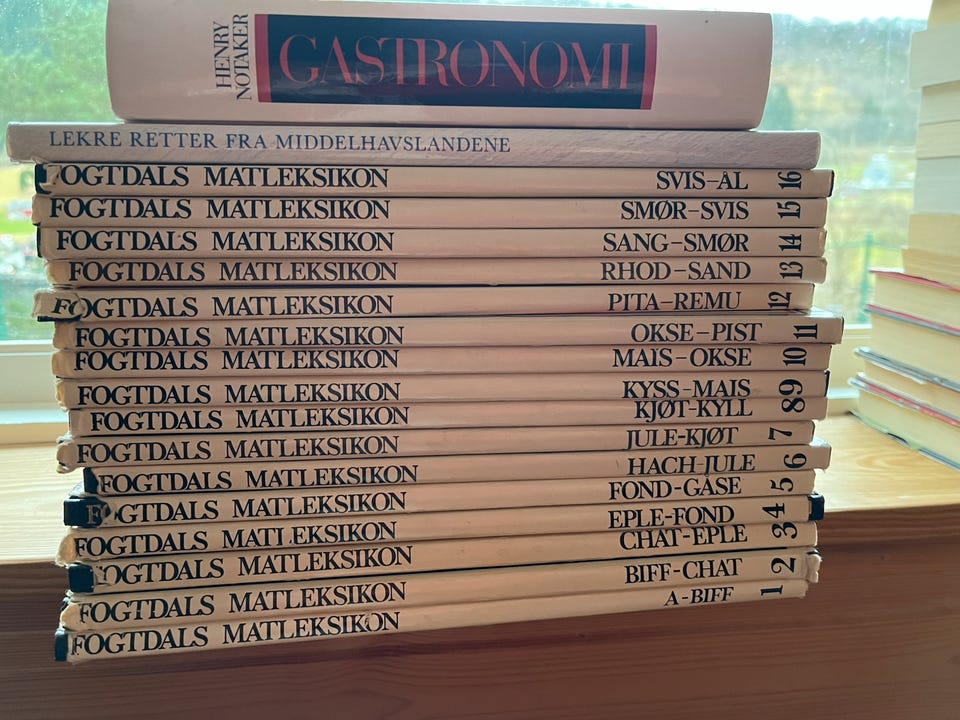 HENRY NOTAKER GASTRONOMI
LEKRE RETTER FRA MIDDELHAVSLANDENE
FOGTDALS MATLEKSIKON SVIS-ÅL 16
FOGTDALS MATLEKSIKON SMØR-SVIS 15
FOGTDALS MATLEKSIKON SANG-SMØR 14
FOGTDALS MATLEKSIKON RHOD-SAND 13
FOGTDALS MATLEKSIKON PITA-REMU 12
FOGTDALS MATLEKSIKON OKSE-PIST 11
FOGTDALS MATLEKSIKON MAIS-OKSE 10
FOGTDALS MATLEKSIKON KYSS-MAIS 9
FOGTDALS MATLEKSIKON KJØT-KYLL 8
FOGTDALS MATLEKSIKON JULE-KJØT 7
FOGTDALS MATLEKSIKON HACH-JULE 6
FOGTDALS MATLEKSIKON FOND-GÅSE 5
FOGTDALS MATLEKSIKON EPLE-FOND 4
FOGTDALS MATLEKSIKON CHAT-EPLE 3
FOGTDALS MATLEKSIKON BIFF-CHAT 2
FOGTDALS MATLEKSIKON A-BIFF 1